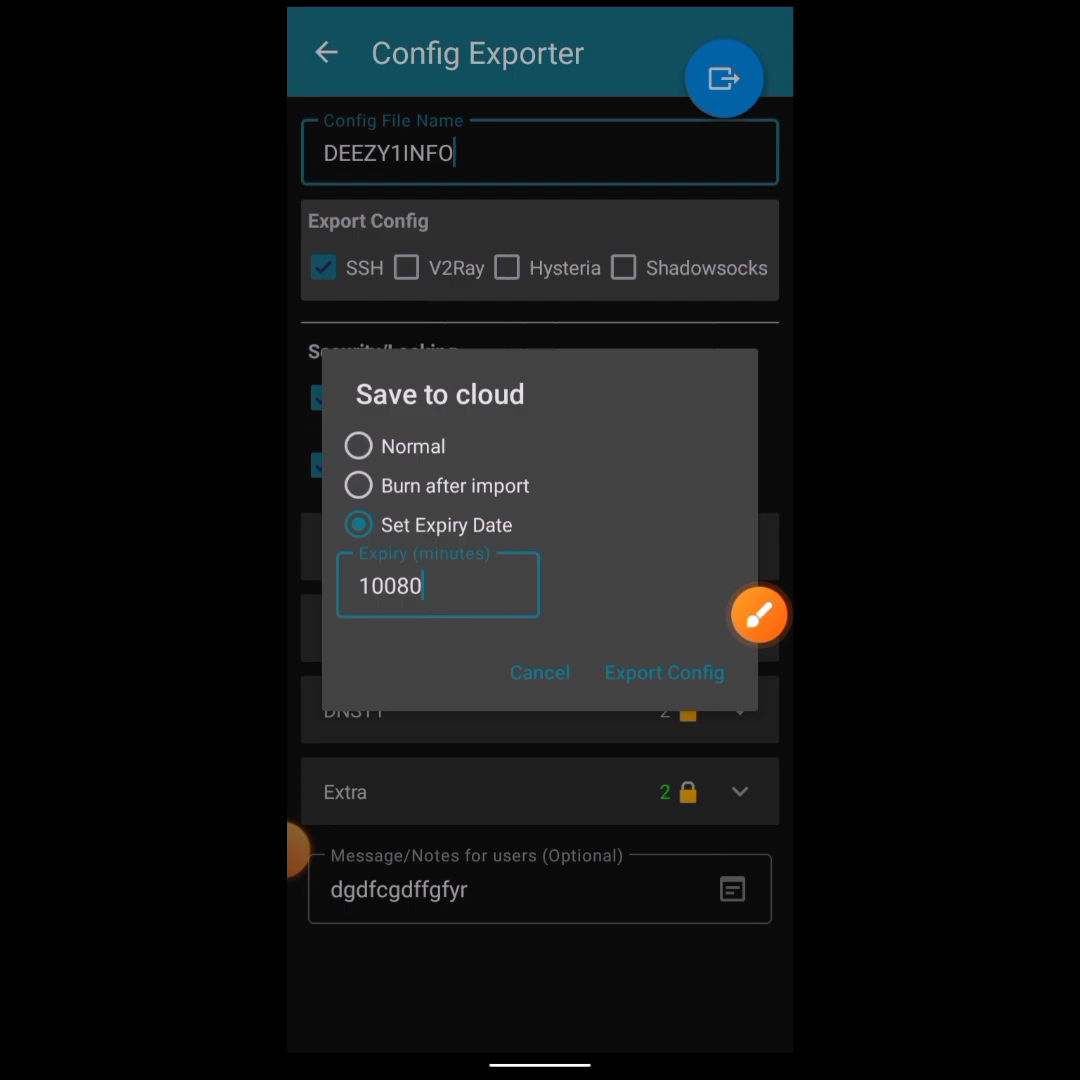 Config Exporter
Config File Name
DEEZY1INFO
Export Config
SSH V2Ray Hysteria Shadowsocks
Save to cloud
Normal
Burn after import
Set Expiry Date
Expiry (minutes)
10080
Cancel Export Config
2
Extra 2
Message/Notes for users (Optional)
dgdfcgdffgfyr